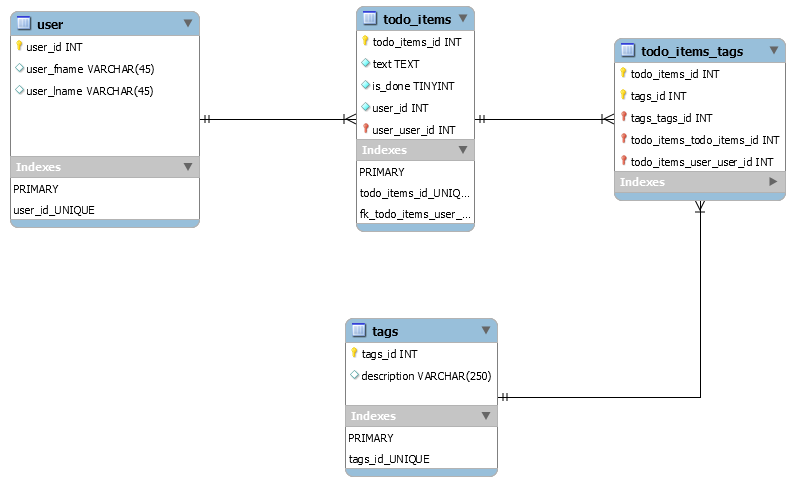 user
user_id INT
user_fname VARCHAR(45)
user_lname VARCHAR(45)
Indexes
PRIMARY
user_id_UNIQUE
todo_items
todo_items_id INT
text TEXT
is_done TINYINT
user_id INT
user_user_id INT
Indexes
PRIMARY
todo_items_id_UNIQ...
fk_todo_items_user_...
todo_items_tags
todo_items_id INT
tags_id INT
tags_tags_id INT
todo_items_todo_items_id INT
todo_items_user_user_id INT
Indexes
tags
tags_id INT
description VARCHAR(250)
Indexes
PRIMARY
tags_id_UNIQUE